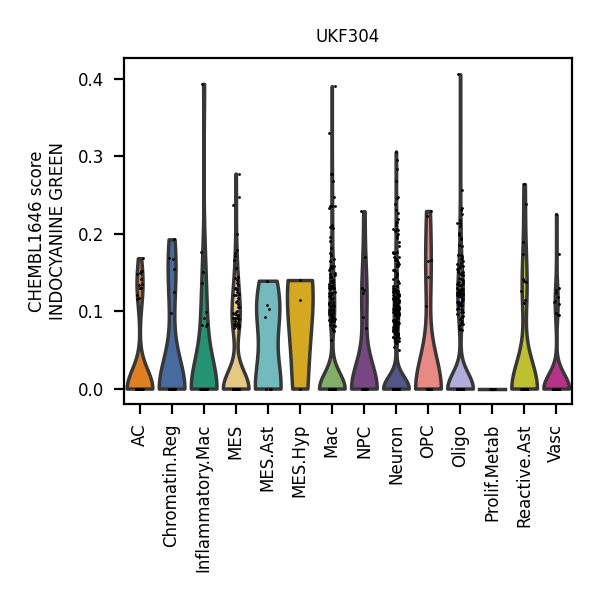 UKF304
CHEMBL1646 score
INDOCYANINE GREEN
0.4
0.3
0.2
0.1
0.0
AC
Chromatin.Reg
Inflammatory.Mac
MES
MES.Ast
MES.Hyp
Mac
NPC
Neuron
OPC
Oligo
Prolif.Metab
Reactive.Ast
Vasc